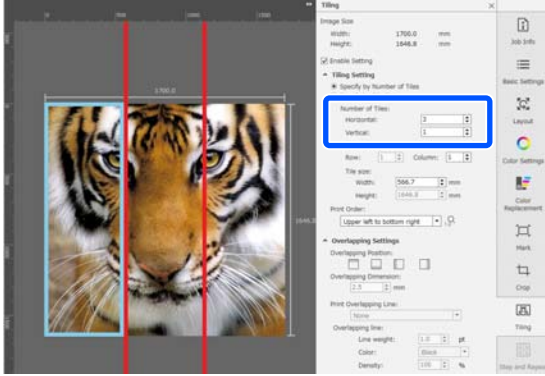 Tiling
Image Size
Width: 1700.0 mm
Height: 1646.8 mm
Enable Setting
Tiling Setting
Specify by Number of Tiles
Number of Tiles:
Horizontal: 3
Vertical: 1
Row: 1 Column: 1
Tile size:
Width: 566.7 mm
Height: 1646.8 mm
Print Order:
Upper left to bottom right
Overlapping Settings
Overlapping Position:
Overlapping Dimension:
2.5 mm
Print Overlapping Line:
None
Overlapping line:
Line weight: 1.0 pt
Color: Black
Density: 100 %
Job Info
Basic Settings
Layout
Color Settings
Color
Replacement
Mark
Crop
Tiling
Step and Repeat
0 500 1000 1500
1700.0